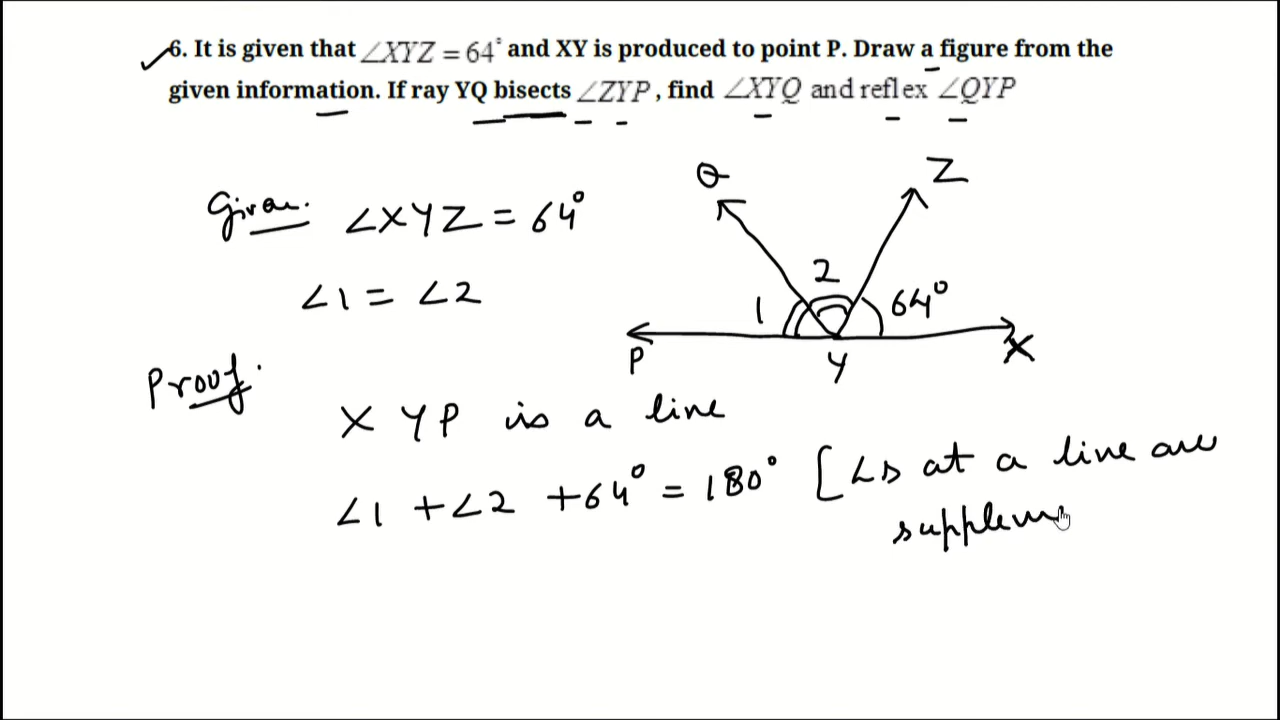 6. It is given that ∠XYZ = 64° and XY is produced to point P. Draw a figure from the
given information. If ray YQ bisects ∠ZYP, find ∠XYQ and reflex ∠QYP
Given. ∠XYZ = 64°
∠1 = ∠2
Q
Z
2
1
64°
P
Y
X
Proof.
X Y P is a line
∠1 + ∠2 + 64° = 180° [∠s at a line are
supplem